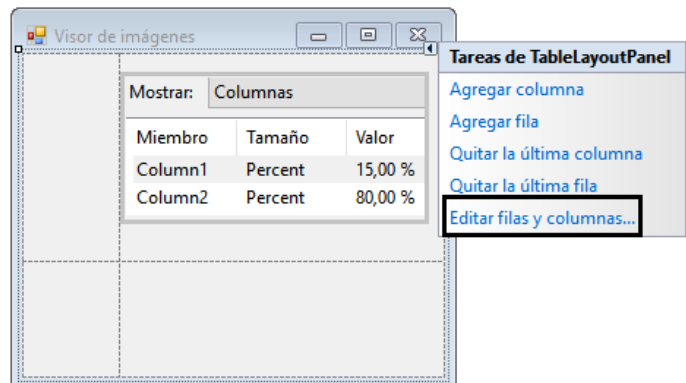 Visor de imágenes
Tareas de TableLayoutPanel
Agregar columna
Agregar fila
Quitar la última columna
Quitar la última fila
Editar filas y columnas...
Mostrar: Columnas
Miembro Tamaño Valor
Column1 Percent 15,00 %
Column2 Percent 80,00 %